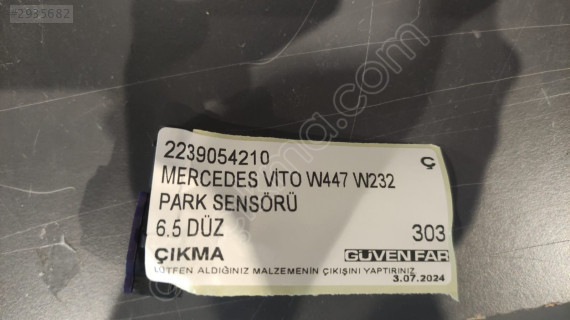 #2935682
2239054210
Ç
MERCEDES VİTO W447 W232
PARK SENSÖRÜ
6.5 DÜZ
303
ÇIKMA
GÜVEN FAR
LÜTFEN ALDIĞINIZ MALZEMENİN ÇIKIŞINI YAPTIRINIZ
3.07.2024